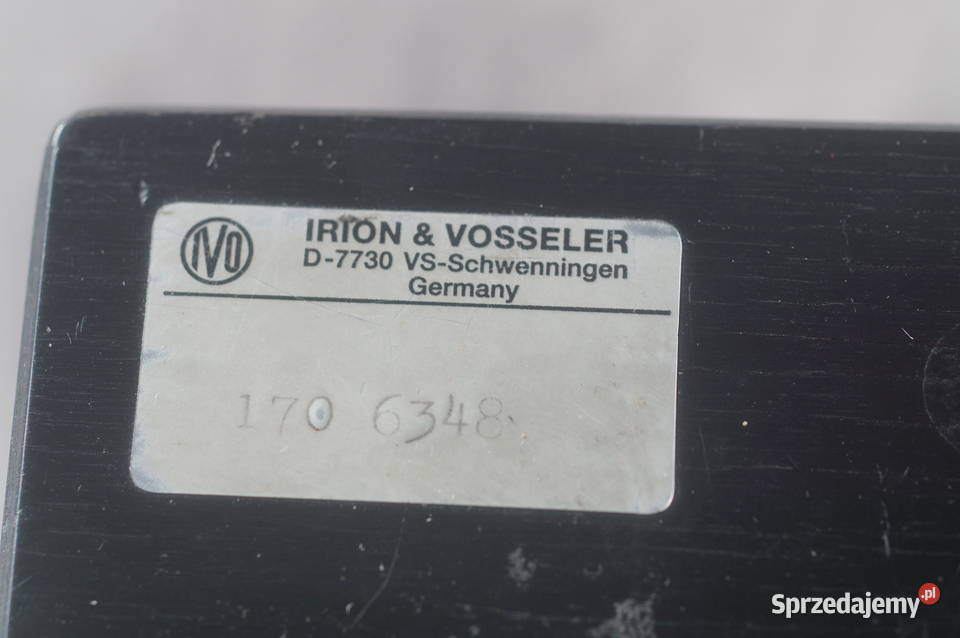 IVO
IRION & VOSSELER
D-7730 VS-Schwenningen
Germany
170 6348
Sprzedajemy.pl